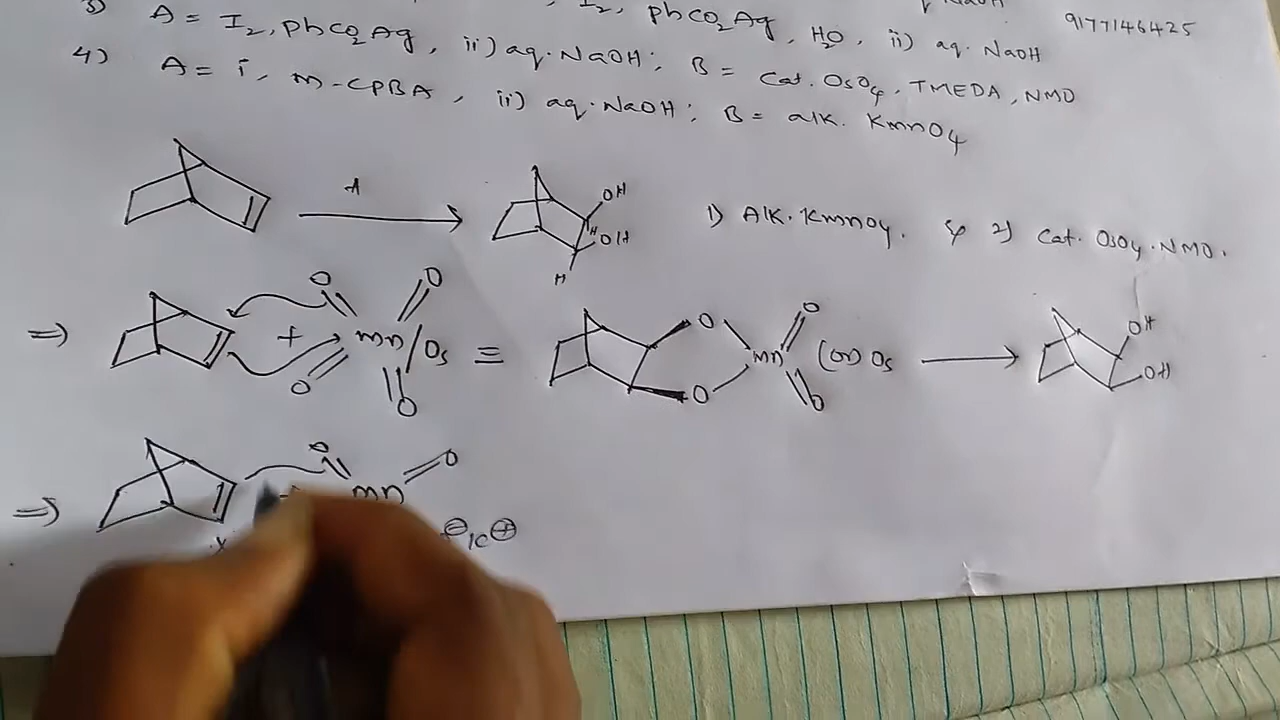 3) A = I2, phCO2Ag, ii) aq. NaOH; B = I2, phCO2Ag, H2O, ii) aq. NaOH
9177146425
4) A = i, m-CPBA, ii) aq. NaOH; B = alk. KmnO4
Cat. OsO4, TMEDA, NMO
A
OH
H
OH
H
1) Alk. KmnO4. & 2) Cat. OsO4. NMO.
⇒ + O O mn/Os O O ≡ O O mn O O (or) Os OH OH
⇒ O O mn ⊖ K ⊕